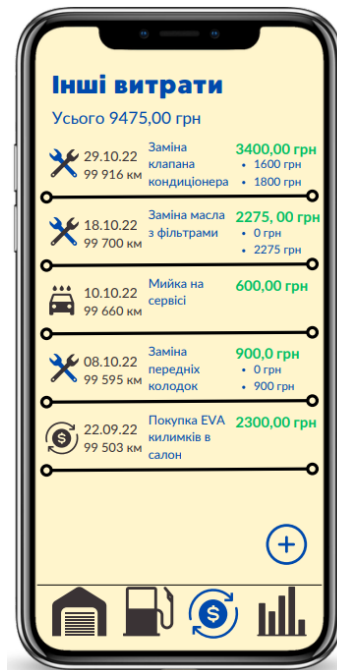 Інші витрати
Усього 9475,00 грн
29.10.22
99 916 км
Заміна
клапана
кондиціонера
3400,00 грн
• 1600 грн
• 1800 грн
18.10.22
99 700 км
Заміна масла
з фільтрами
2275, 00 грн
• 0 грн
• 2275 грн
10.10.22
99 660 км
Мийка на
сервісі
600,00 грн
08.10.22
99 595 км
Заміна
передніх
колодок
900,0 грн
• 0 грн
• 900 грн
22.09.22
99 503 км
Покупка EVA
килимків в
салон
2300,00 грн